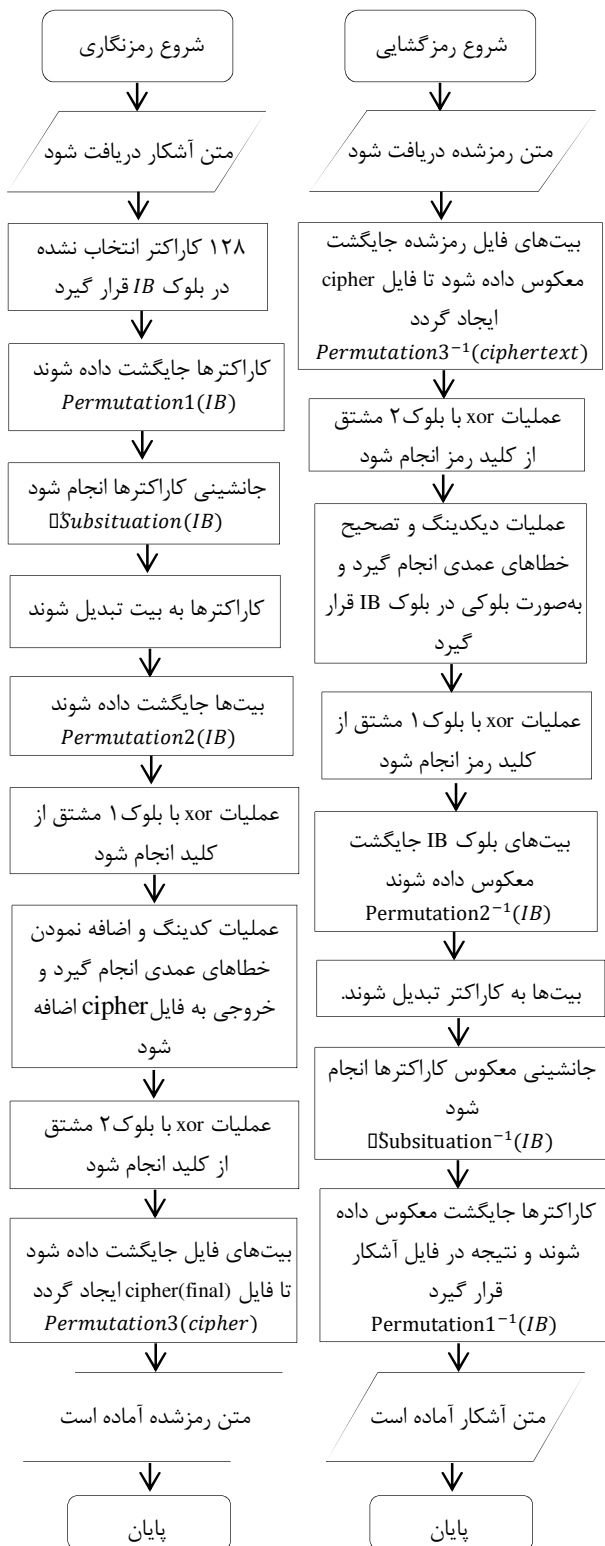 شروع رمزنگاری
متن آشکار دریافت شود
۱۲۸ کاراکتر انتخاب نشده
در بلوک IB قرار گیرد
کاراکترها جایگشت داده شوند
Permutation1(IB)
جانشینی کاراکترها انجام شود
Subsituation(IB)
کاراکترها به بیت تبدیل شوند
بیت‌ها جایگشت داده شوند
Permutation2(IB)
عملیات xor با بلوک۱ مشتق از
کلید انجام شود
عملیات کدینگ و اضافه نمودن
خطاهای عمدی انجام گیرد و
خروجی به فایل cipher اضافه
شود
عملیات xor با بلوک۲ مشتق
از کلید انجام شود
بیت‌های فایل جایگشت داده شود
تا فایل cipher(final) ایجاد گردد
Permutation3(cipher)
متن رمزشده آماده است
پایان
شروع رمزگشایی
متن رمزشده دریافت شود
بیت‌های فایل رمزشده جایگشت
معکوس داده شود تا فایل cipher
ایجاد گردد
Permutation3⁻¹(ciphertext)
عملیات xor با بلوک۲ مشتق
از کلید رمز انجام شود
عملیات دیکدینگ و تصحیح
خطاهای عمدی انجام گیرد و
به‌صورت بلوکی در بلوک IB قرار
گیرد
عملیات xor با بلوک۱ مشتق از
کلید رمز انجام شود
بیت‌های بلوک IB جایگشت
معکوس داده شوند
Permutation2⁻¹(IB)
بیت‌ها به کاراکتر تبدیل شوند.
جانشینی معکوس کاراکترها انجام
شود
Subsituation⁻¹(IB)
کاراکترها جایگشت معکوس داده
شوند و نتیجه در فایل آشکار
قرار گیرد
Permutation1⁻¹(IB)
متن آشکار آماده است
پایان